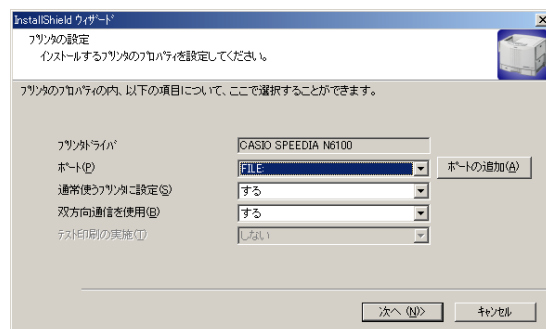 InstallShield ウィザード
プリンタの設定
インストールするプリンタのプロパティを設定してください。
プリンタのプロパティの内、以下の項目について、ここで選択することができます。
プリンタドライバ CASIO SPEEDIA N6100
ポート(P) FILE: ポートの追加(A)
通常使うプリンタに設定(S) する
双方向通信を使用(B) する
テスト印刷の実施(T) しない
次へ (N)> キャンセル